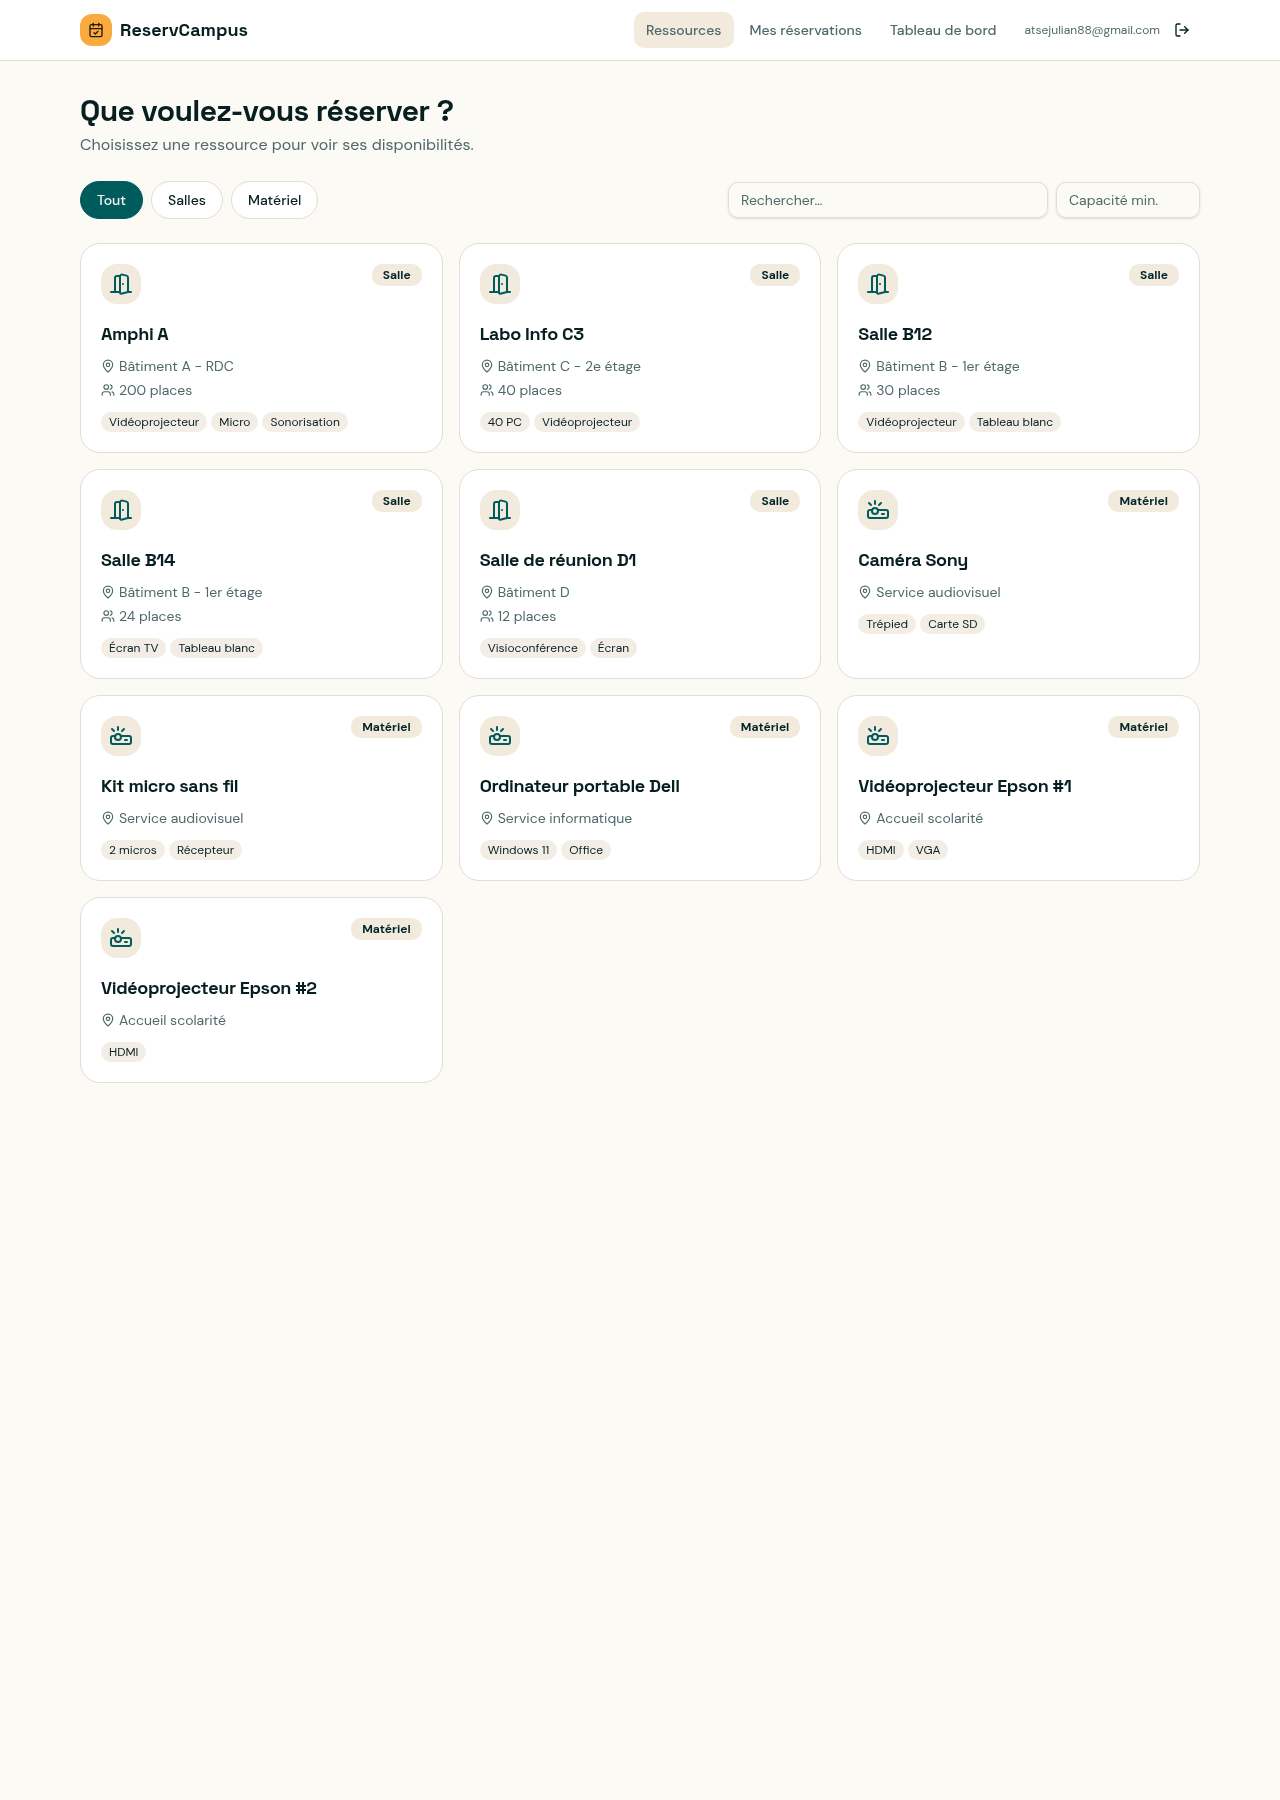 ReservCampus
Ressources
Mes réservations
Tableau de bord
atsejulian88@gmail.com
Que voulez-vous réserver ?
Choisissez une ressource pour voir ses disponibilités.
Tout
Salles
Matériel
Rechercher...
Capacité min.
Salle
Amphi A
Bâtiment A - RDC
200 places
Vidéoprojecteur
Micro
Sonorisation
Salle
Labo Info C3
Bâtiment C - 2e étage
40 places
40 PC
Vidéoprojecteur
Salle
Salle B12
Bâtiment B - 1er étage
30 places
Vidéoprojecteur
Tableau blanc
Salle
Salle B14
Bâtiment B - 1er étage
24 places
Écran TV
Tableau blanc
Salle
Salle de réunion D1
Bâtiment D
12 places
Visioconférence
Écran
Matériel
Caméra Sony
Service audiovisuel
Trépied
Carte SD
Matériel
Kit micro sans fil
Service audiovisuel
2 micros
Récepteur
Matériel
Ordinateur portable Dell
Service informatique
Windows 11
Office
Matériel
Vidéoprojecteur Epson #1
Accueil scolarité
HDMI
VGA
Matériel
Vidéoprojecteur Epson #2
Accueil scolarité
HDMI